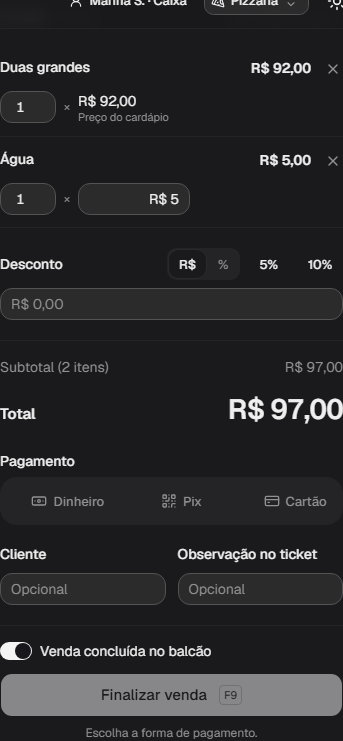 Marina S. · Caixa Pizzaria
Duas grandes R$ 92,00 ×
1 × R$ 92,00
Preço do cardápio
Água R$ 5,00 ×
1 × R$ 5
Desconto R$ % 5% 10%
R$ 0,00
Subtotal (2 itens) R$ 97,00
Total R$ 97,00
Pagamento
Dinheiro Pix Cartão
Cliente Observação no ticket
Opcional Opcional
Venda concluída no balcão
Finalizar venda F9
Escolha a forma de pagamento.